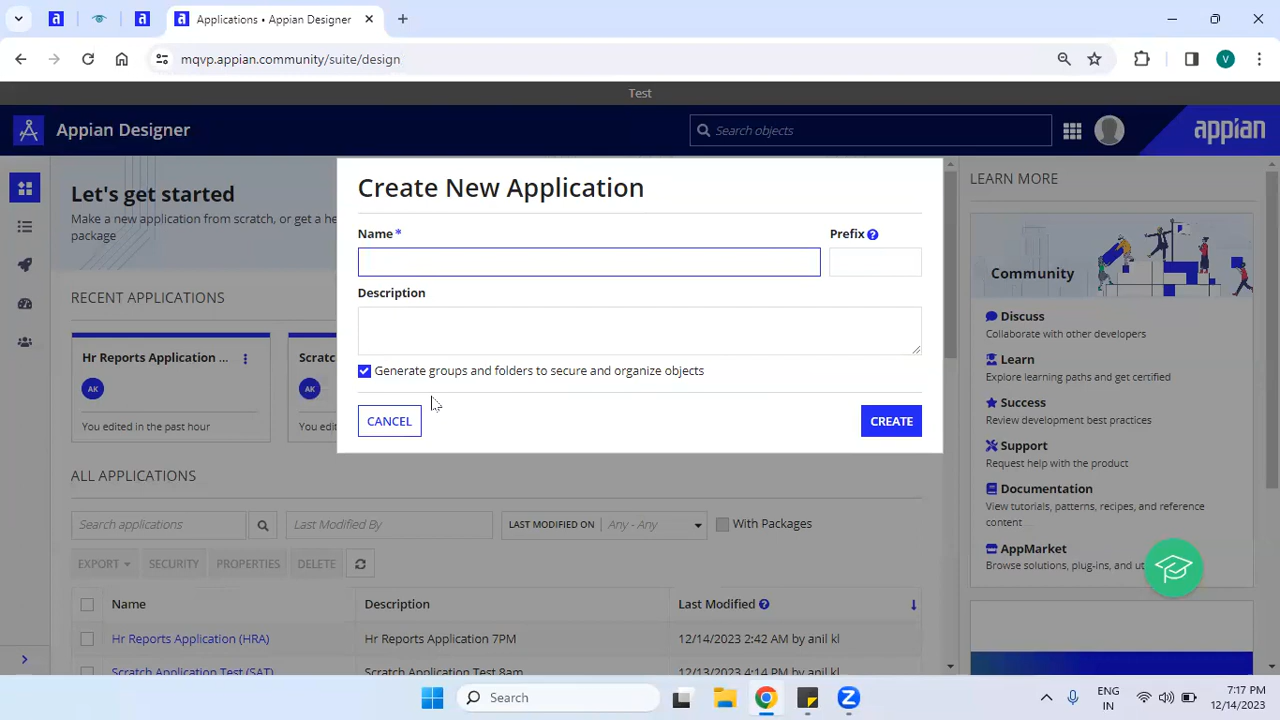 Applications • Appian Designer
mqvp.appian.community/suite/design
V
Test
Appian Designer
Search objects
appian
Let's get started
Make a new application from scratch, or get a he
package
RECENT APPLICATIONS
Hr Reports Application ...
AK
You edited in the past hour
Scratc
AK
You edit
Create New Application
Name *
Prefix ?
Description
Generate groups and folders to secure and organize objects
CANCEL
CREATE
ALL APPLICATIONS
Search applications
Last Modified By
LAST MODIFIED ON Any - Any
With Packages
EXPORT
SECURITY
PROPERTIES
DELETE
Name
Description
Last Modified ?
Hr Reports Application (HRA)
Hr Reports Application 7PM
12/14/2023 2:42 AM by anil kl
Scratch Application Test (SAT)
Scratch Application Test 8am
12/13/2023 4:14 PM by anil kl
LEARN MORE
Community
Discuss
Collaborate with other developers
Learn
Explore learning paths and get certified
Success
Review development best practices
Support
Request help with the product
Documentation
View tutorials, patterns, recipes, and reference
content
AppMarket
Browse solutions, plug-ins, and ut
Search
ENG
IN
7:17 PM
12/14/2023